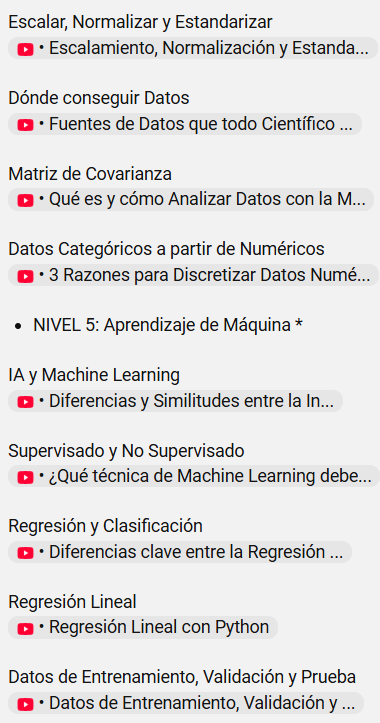 Escalar, Normalizar y Estandarizar
• Escalamiento, Normalización y Estanda...
Dónde conseguir Datos
• Fuentes de Datos que todo Científico ...
Matriz de Covarianza
• Qué es y cómo Analizar Datos con la M...
Datos Categóricos a partir de Numéricos
• 3 Razones para Discretizar Datos Numé...
• NIVEL 5: Aprendizaje de Máquina *
IA y Machine Learning
• Diferencias y Similitudes entre la In...
Supervisado y No Supervisado
• ¿Qué técnica de Machine Learning debe...
Regresión y Clasificación
• Diferencias clave entre la Regresión ...
Regresión Lineal
• Regresión Lineal con Python
Datos de Entrenamiento, Validación y Prueba
• Datos de Entrenamiento, Validación y ...